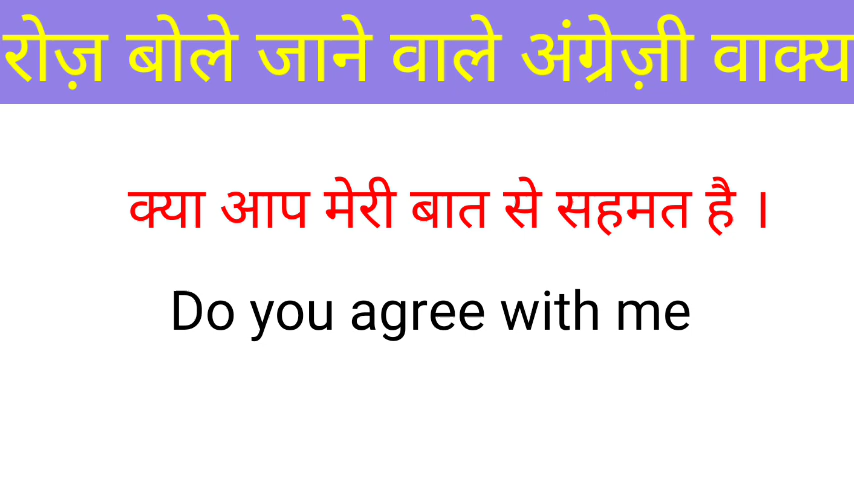 रोज़ बोले जाने वाले अंग्रेज़ी वाक्य
क्या आप मेरी बात से सहमत है ।
Do you agree with me